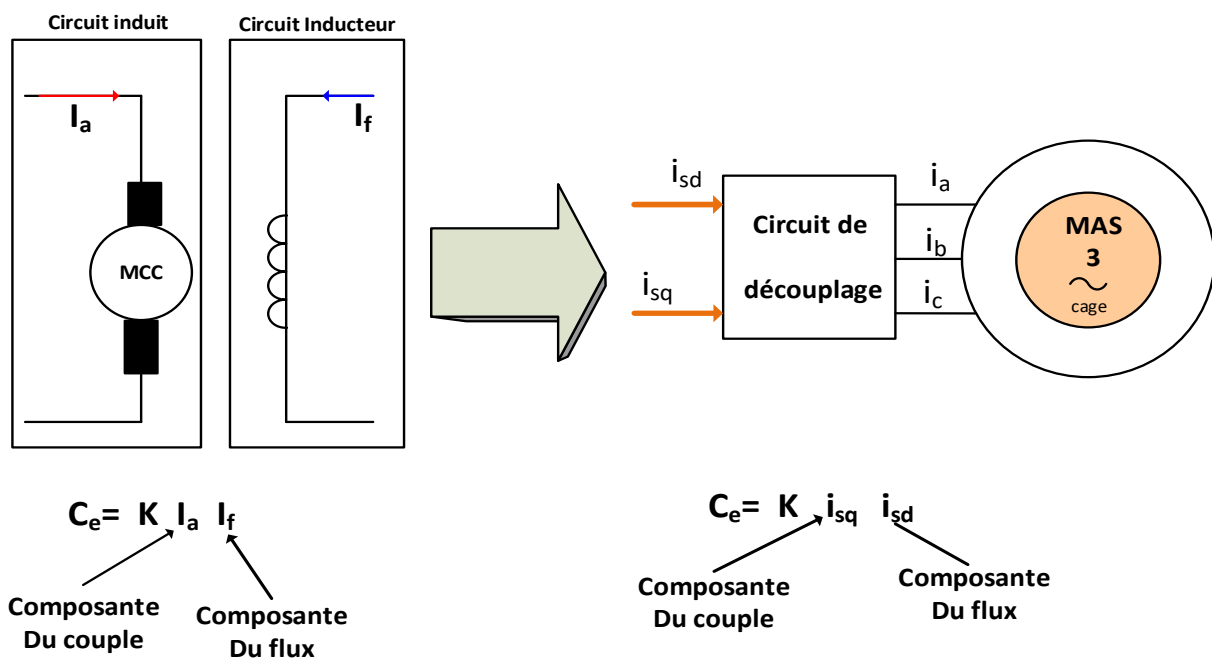 Circuit induit
Circuit Inducteur
Ia
If
MCC
isd
isq
Circuit de
découplage
ia
ib
ic
MAS
3
~
cage
Ce= K Ia If
Composante
Du couple
Composante
Du flux
Ce= K isq isd
Composante
Du couple
Composante
Du flux